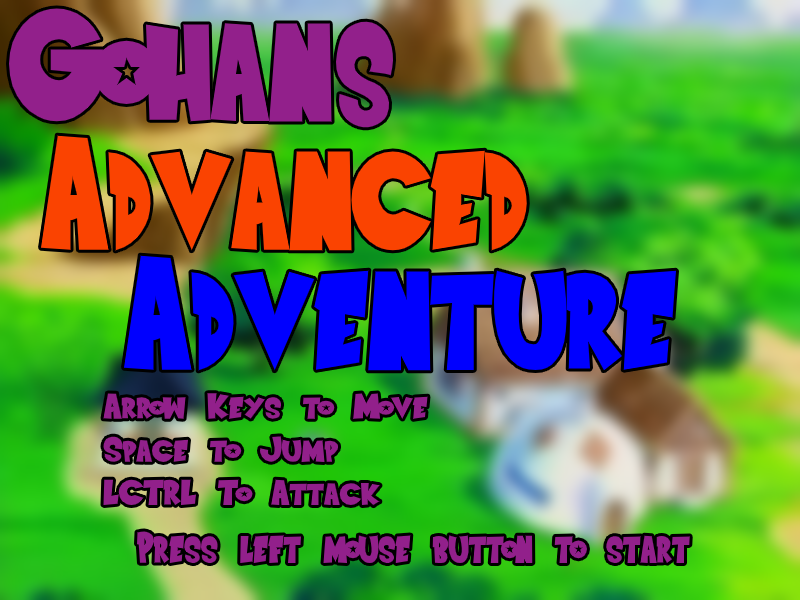 Gohans
Advanced
Adventure
Arrow Keys to Move
Space to Jump
LCTRL To Attack
Press left mouse button to start